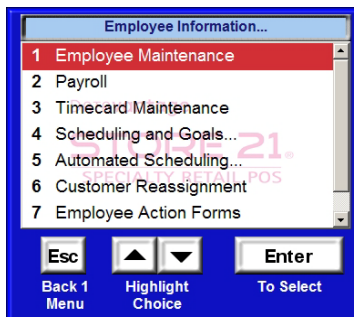 Employee Information...
1 Employee Maintenance
2 Payroll
3 Timecard Maintenance
4 Scheduling and Goals...
STORE 21®
5 Automated Scheduling...
SPECIALTY RETAIL POS
6 Customer Reassignment
7 Employee Action Forms
Esc
Enter
Back 1 Menu
Highlight Choice
To Select